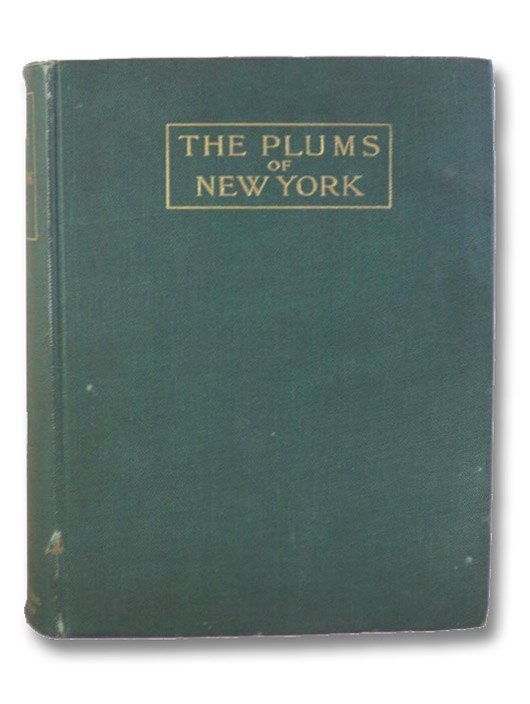 THE PLUMS
OF
NEW YORK